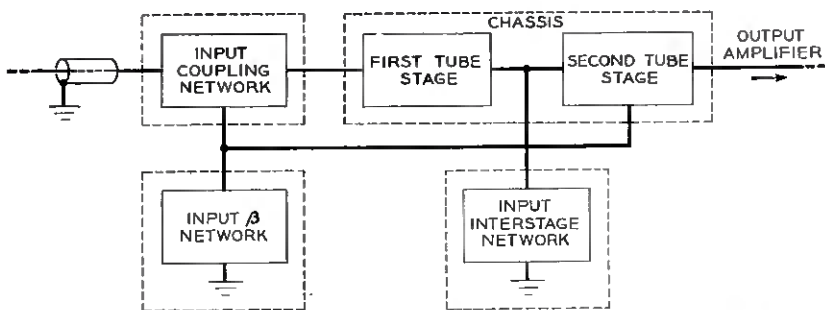 CHASSIS
INPUT
COUPLING
NETWORK
FIRST TUBE
STAGE
SECOND TUBE
STAGE
OUTPUT
AMPLIFIER
INPUT β
NETWORK
INPUT
INTERSTAGE
NETWORK